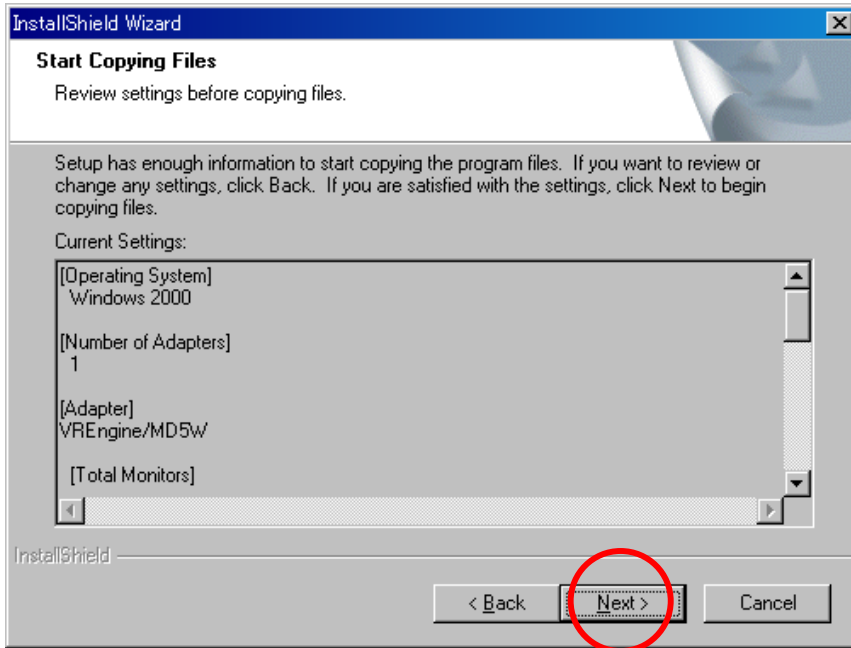 InstallShield Wizard
Start Copying Files
Review settings before copying files.
Setup has enough information to start copying the program files. If you want to review or
change any settings, click Back. If you are satisfied with the settings, click Next to begin
copying files.
Current Settings:
[Operating System]
Windows 2000
[Number of Adapters]
1
[Adapter]
VREngine/MD5W
[Total Monitors]
InstallShield
< Back Next > Cancel